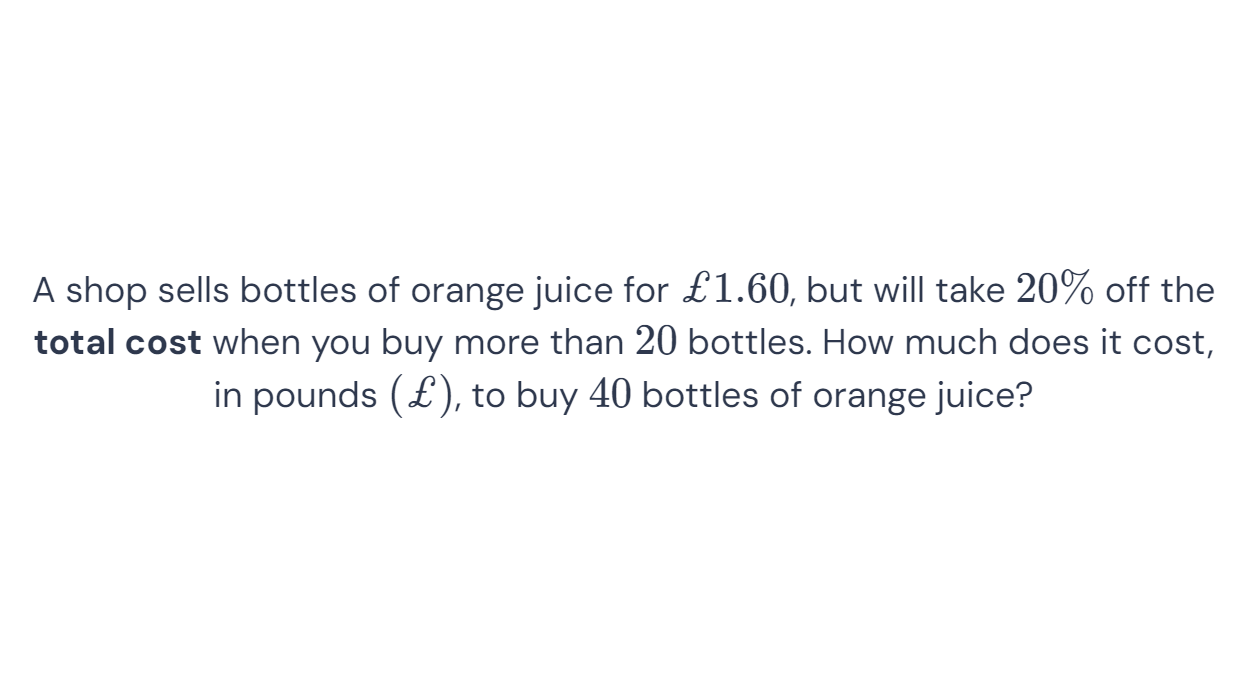 A shop sells bottles of orange juice for £1.60, but will take 20% off the
total cost when you buy more than 20 bottles. How much does it cost,
in pounds (£), to buy 40 bottles of orange juice?